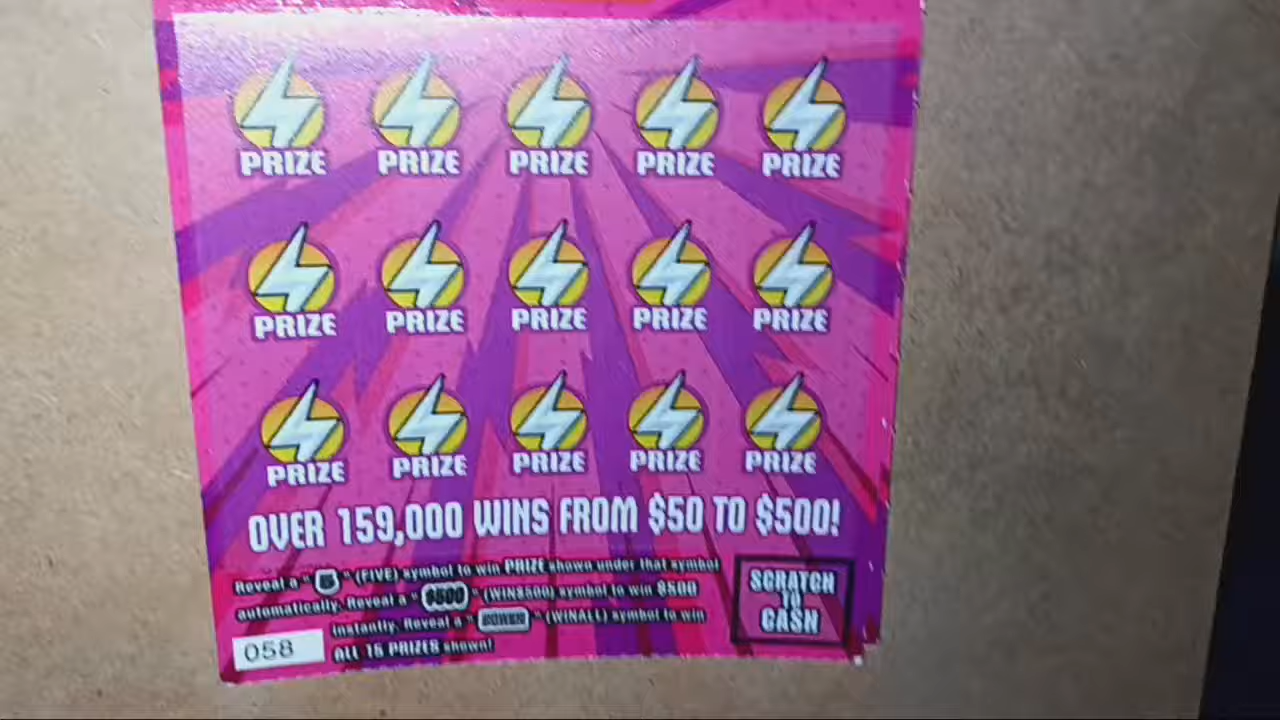 PRIZE PRIZE PRIZE PRIZE PRIZE
PRIZE PRIZE PRIZE PRIZE PRIZE
PRIZE PRIZE PRIZE PRIZE PRIZE
OVER 159,000 WINS FROM $50 TO $500!
Reveal a "5" (FIVE) symbol to win PRIZE shown under that symbol
automatically. Reveal a "$500" (WIN$500) symbol to win $500
instantly. Reveal a "POWER" (WINALL) symbol to win
ALL 15 PRIZES shown!
058
SCRATCH
TO
CASH